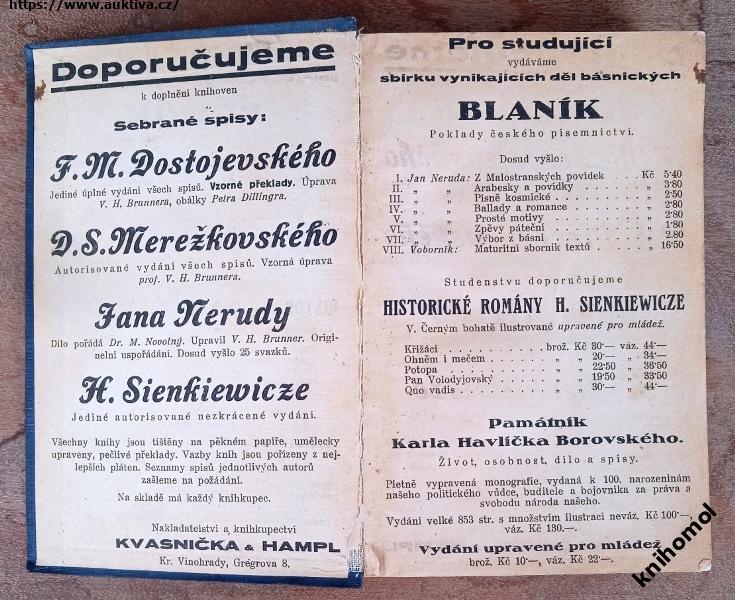 https://www.auktiva.cz/
Doporučujeme
k doplnění knihoven
Sebrané spisy:
F. M. Dostojevského
Jediné úplné vydání všech spisů. Vzorné překlady. Úprava
V. H. Brunnera, obálky Petra Dillingra.
D. S. Merežkovského
Autorisované vydání všech spisů. Vzorná úprava
prof. V. H. Brunnera.
Jana Nerudy
Dílo pořádá Dr. M. Novotný. Upravil V. H. Brunner. Origi-
nelní uspořádání. Dosud vyšlo 25 svazků.
H. Sienkiewicze
Jediné autorisované nezkrácené vydání.
Všechny knihy jsou tištěny na pěkném papíře, umělecky
upraveny, pečlivé překlady. Vazby knih jsou pořízeny z nej-
lepších pláten. Seznamy spisů jednotlivých autorů
zašleme na požádání.
Na skladě má každý knihkupec.
Nakladatelství a knihkupectví
KVASNIČKA & HAMPL
Kr. Vinohrady, Grégrova 8.
Pro studující
vydáváme
sbírku vynikajících děl básnických
BLANÍK
Poklady českého písemnictví.
Dosud vyšlo:
I. Jan Neruda: Z Malostranských povídek . . . Kč 5·40
II. „ „ Arabesky a povídky . . . . . . . „ 3·80
III. „ „ Písně kosmické . . . . . . . . „ 2·50
IV. „ „ Ballady a romance . . . . . . . „ 2·80
V. „ „ Prosté motivy . . . . . . . . „ 2·80
VI. „ „ Zpěvy páteční . . . . . . . . „ 1·80
VII. „ „ Výbor z básní . . . . . . . . „ 2.80
VIII. Voborník: Maturitní sborník textů . . . . . „ 16·50
Studenstvu doporučujeme
HISTORICKÉ ROMÁNY H. SIENKIEWICZE
V. Černým bohatě ilustrované upravené pro mládež.
Křižáci . . . . . . . . . brož. Kč 30·— váz. 44·—
Ohněm i mečem . . . . . . „ „ 20·— „ 34·—
Potopa . . . . . . . . . „ „ 22·50 „ 36·50
Pan Volodyjovský . . . . . „ „ 19·50 „ 33·50
Quo vadis . . . . . . . . „ „ 30·— „ 44·—
Památník
Karla Havlíčka Borovského.
Život, osobnost, dílo a spisy.
Pietně vypravená monografie, vydaná k 100. narozeninám
našeho politického vůdce, buditele a bojovníka za práva a
svobodu národa našeho.
Vydání velké 853 str. s množstvím ilustrací neváz. Kč 100·—,
váz. Kč 130.—.
Vydání upravené pro mládež
brož. Kč 10·—, váz. Kč 22·—.
knihomol